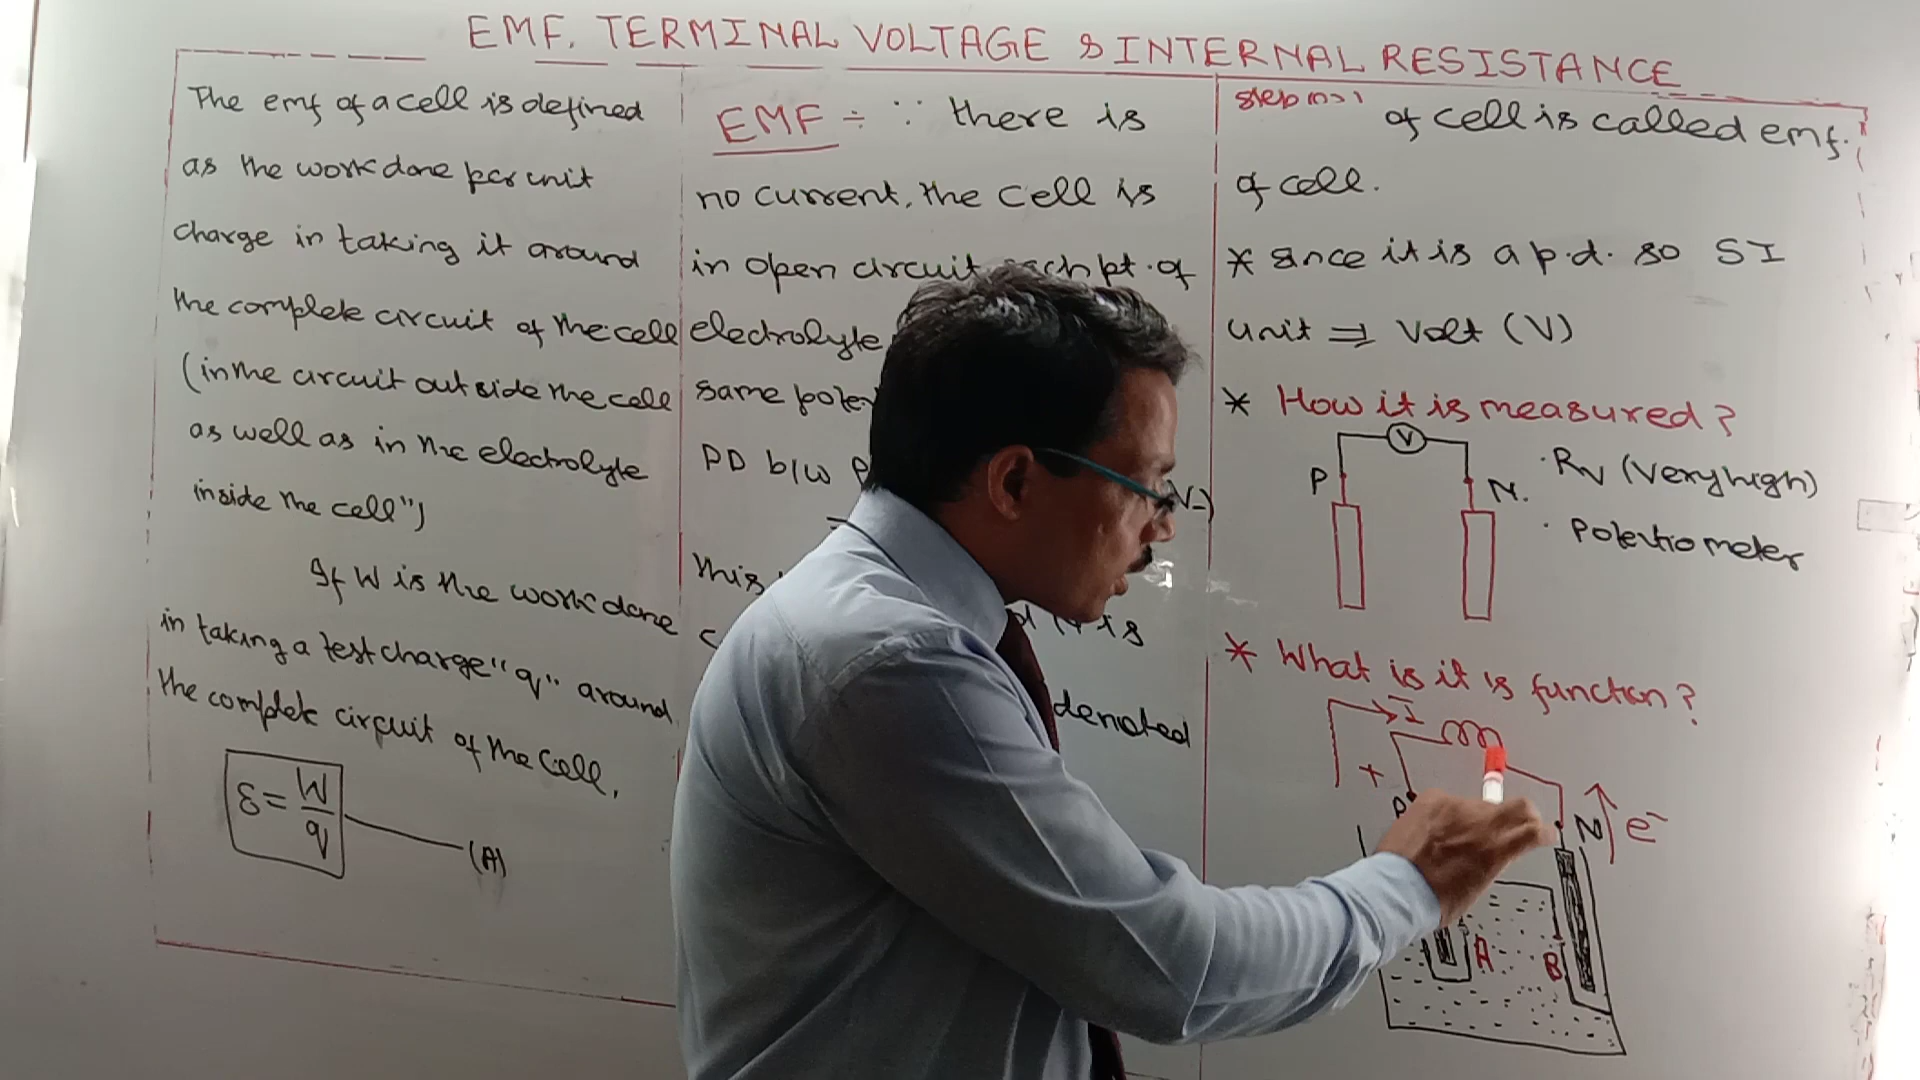 EMF, TERMINAL VOLTAGE & INTERNAL RESISTANCE
The emf of a cell is defined
as the work done per unit
charge in taking it around
the complete circuit of the cell
(in the circuit outside the cell
as well as in the electrolyte
inside the cell")
If W is the work done
in taking a test charge "q" around
the complete circuit of the cell,
ε = W/q
(A)
EMF ÷ ∵ there is
no current, the cell is
in open circuit each pt. of
electrolyte
same
PD b/w
this
is
denoted
of cell is called emf.
of cell.
* since it is a p.d. so SI
unit ⇒ Volt (V)
* How it is measured?
V
P
N.
· Rv (very high)
· Potentiometer
* What is it is function?
I
+
P
N
e-
A
B